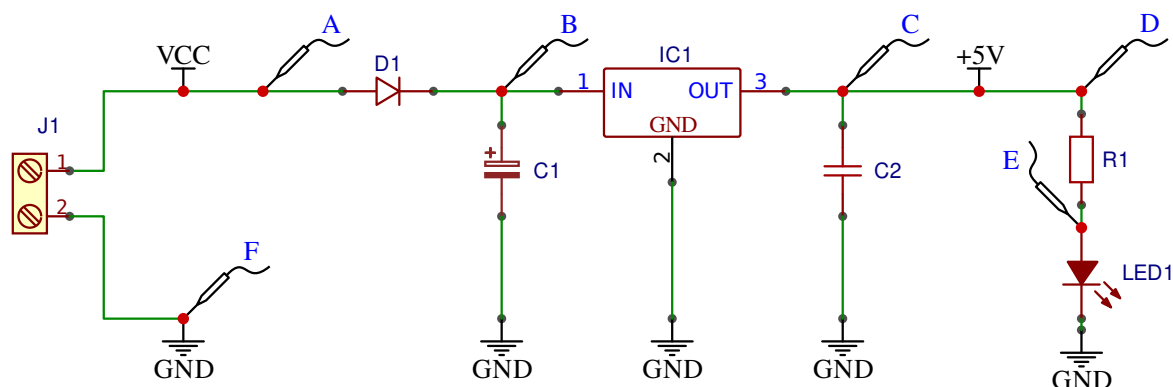 A
B
C
D
VCC
D1
IC1
+5V
1
IN
OUT
3
GND
J1
1
2
+
C1
2
C2
E
R1
F
LED1
GND
GND
GND
GND
GND